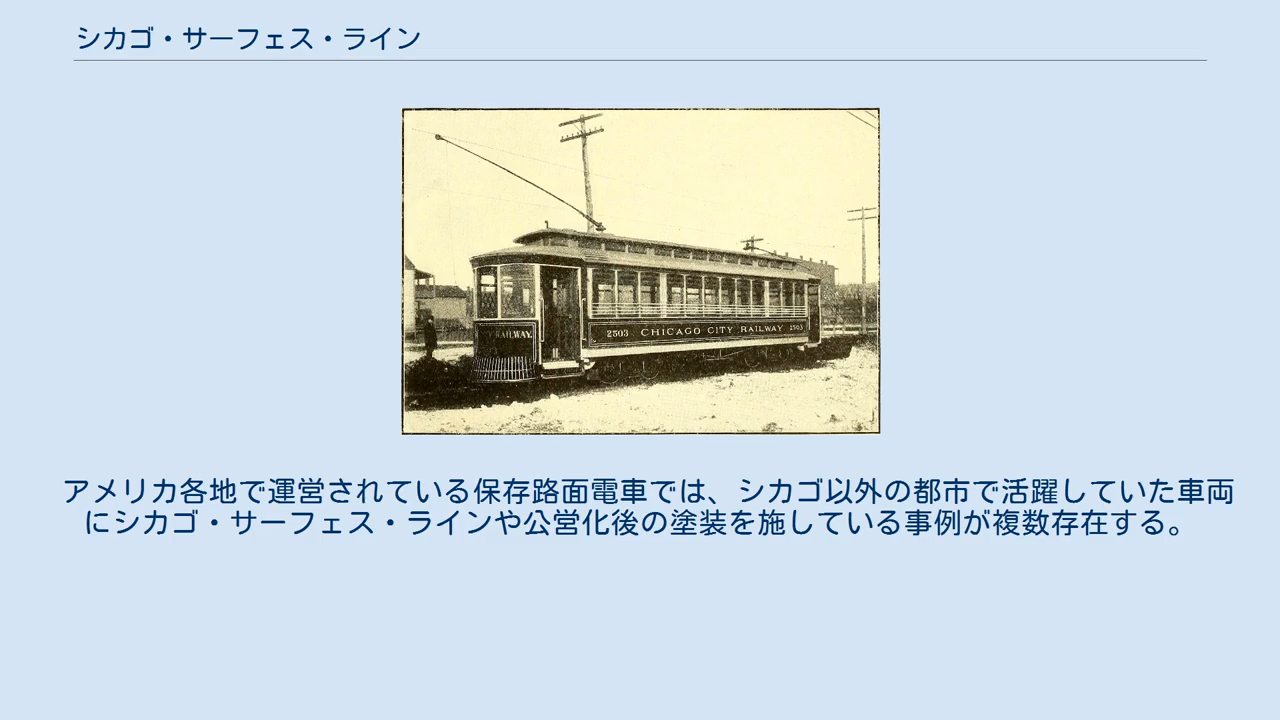 シカゴ・サーフェス・ライン
RAILWAY.
2503 CHICAGO CITY RAILWAY 2503
アメリカ各地で運営されている保存路面電車では、シカゴ以外の都市で活躍していた車両
にシカゴ・サーフェス・ラインや公営化後の塗装を施している事例が複数存在する。